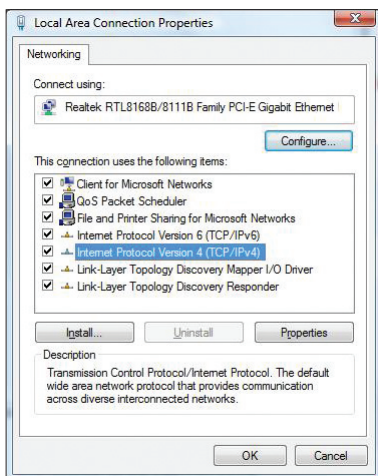 Local Area Connection Properties
Networking
Connect using:
Realtek RTL8168B/8111B Family PCI-E Gigabit Ethernet
Configure...
This connection uses the following items:
Client for Microsoft Networks
QoS Packet Scheduler
File and Printer Sharing for Microsoft Networks
Internet Protocol Version 6 (TCP/IPv6)
Internet Protocol Version 4 (TCP/IPv4)
Link-Layer Topology Discovery Mapper I/O Driver
Link-Layer Topology Discovery Responder
Install... Uninstall Properties
Description
Transmission Control Protocol/Internet Protocol. The default
wide area network protocol that provides communication
across diverse interconnected networks.
OK Cancel